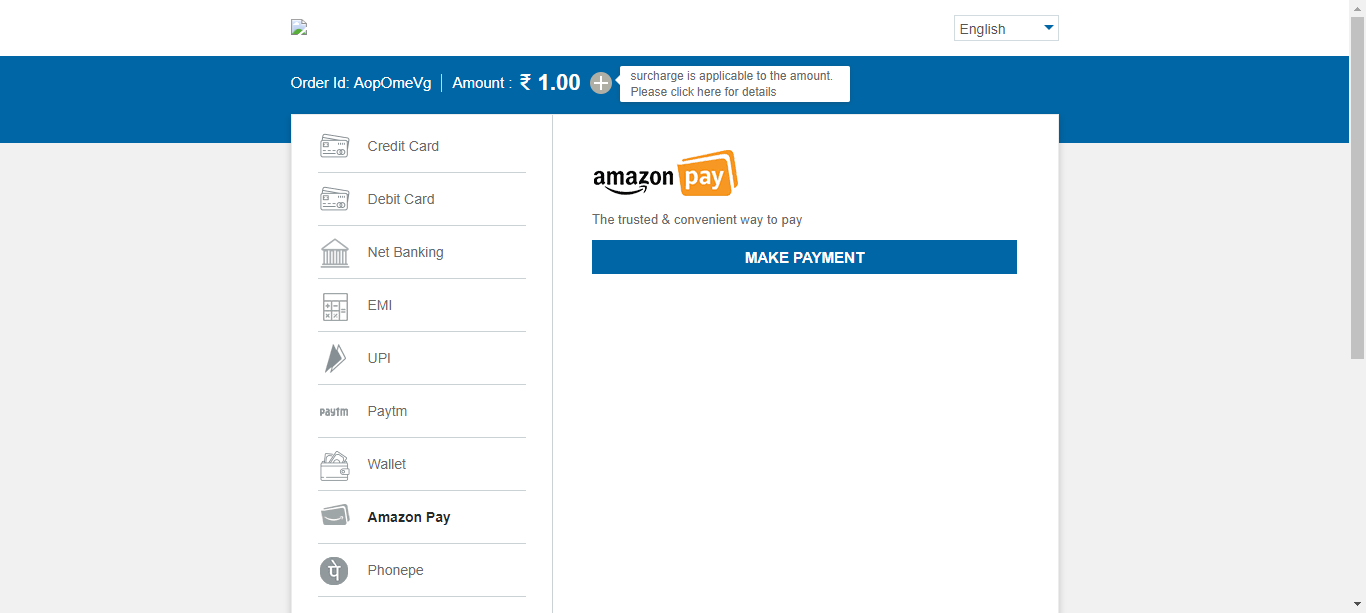 English
Order Id: AopOmeVg | Amount : ₹ 1.00
surcharge is applicable to the amount.
Please click here for details
Credit Card
Debit Card
Net Banking
EMI
UPI
paytm Paytm
Wallet
Amazon Pay
पे Phonepe
amazon pay
The trusted & convenient way to pay
MAKE PAYMENT